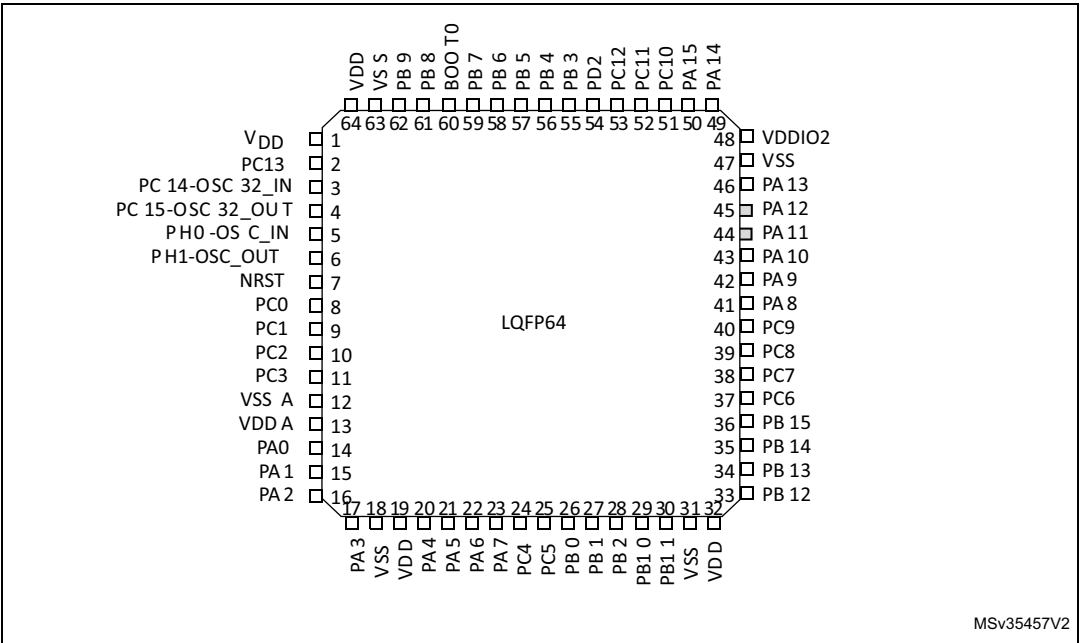 VDD
VSS
PB9
PB8
BOOT0
PB7
PB6
PB5
PB4
PB3
PD2
PC12
PC11
PC10
PA15
PA14
64 63 62 61 60 59 58 57 56 55 54 53 52 51 50 49
VDD 1
PC13 2
PC14-OSC32_IN 3
PC15-OSC32_OUT 4
PH0-OSC_IN 5
PH1-OSC_OUT 6
NRST 7
PC0 8
PC1 9
PC2 10
PC3 11
VSSA 12
VDDA 13
PA0 14
PA1 15
PA2 16
LQFP64
48 VDDIO2
47 VSS
46 PA13
45 PA12
44 PA11
43 PA10
42 PA9
41 PA8
40 PC9
39 PC8
38 PC7
37 PC6
36 PB15
35 PB14
34 PB13
33 PB12
17 18 19 20 21 22 23 24 25 26 27 28 29 30 31 32
PA3
VSS
VDD
PA4
PA5
PA6
PA7
PC4
PC5
PB0
PB1
PB2
PB10
PB11
VSS
VDD
MSv35457V2